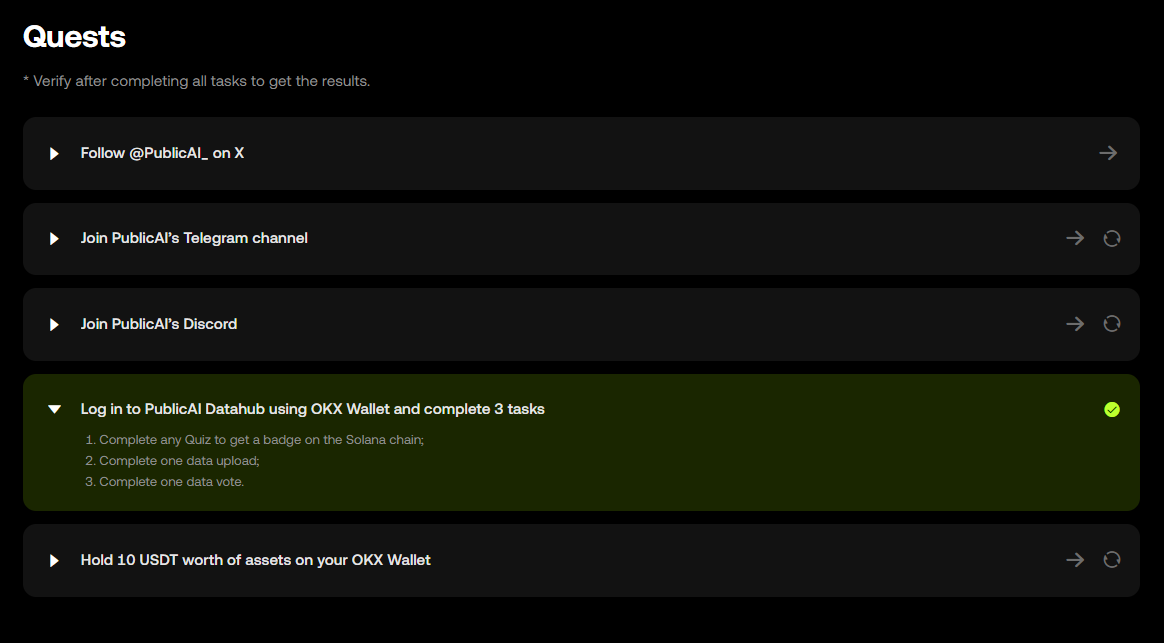 Quests
* Verify after completing all tasks to get the results.
Follow @PublicAI_ on X
Join PublicAI’s Telegram channel
Join PublicAI’s Discord
Log in to PublicAI Datahub using OKX Wallet and complete 3 tasks
1. Complete any Quiz to get a badge on the Solana chain;
2. Complete one data upload;
3. Complete one data vote.
Hold 10 USDT worth of assets on your OKX Wallet